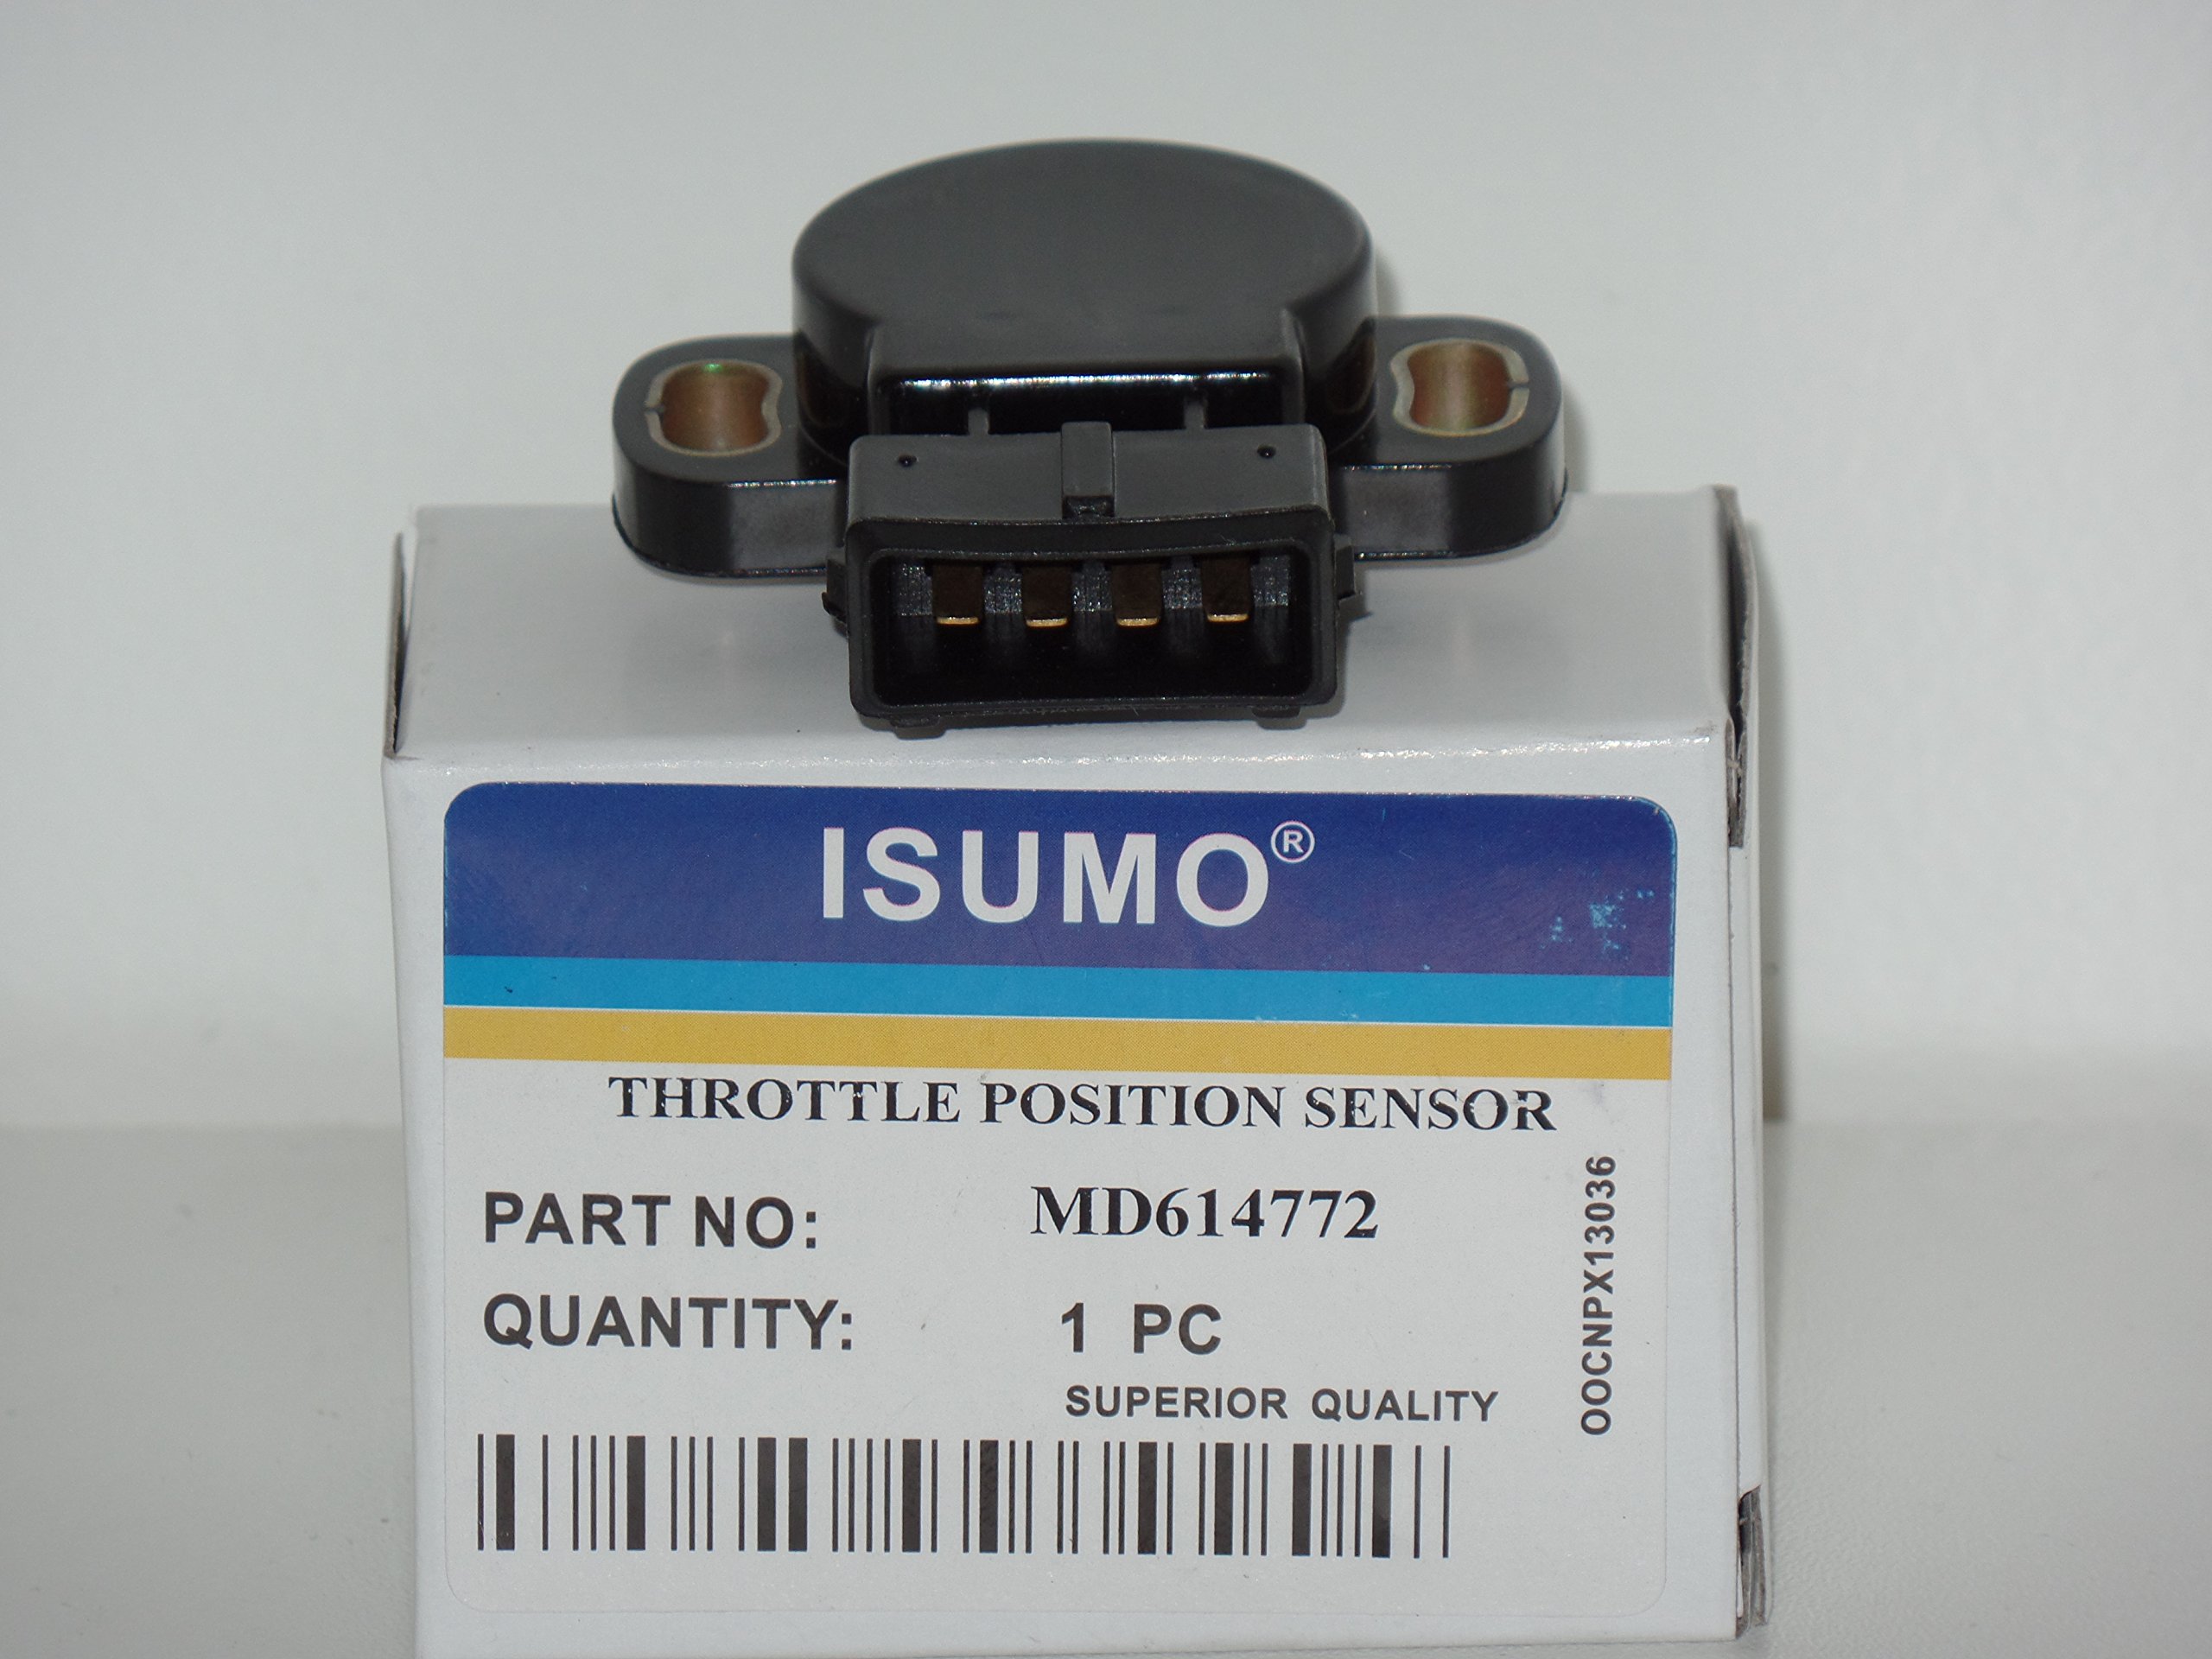 ISUMO®
THROTTLE POSITION SENSOR
PART NO: MD614772
QUANTITY: 1 PC
SUPERIOR QUALITY
OOCNPX13036